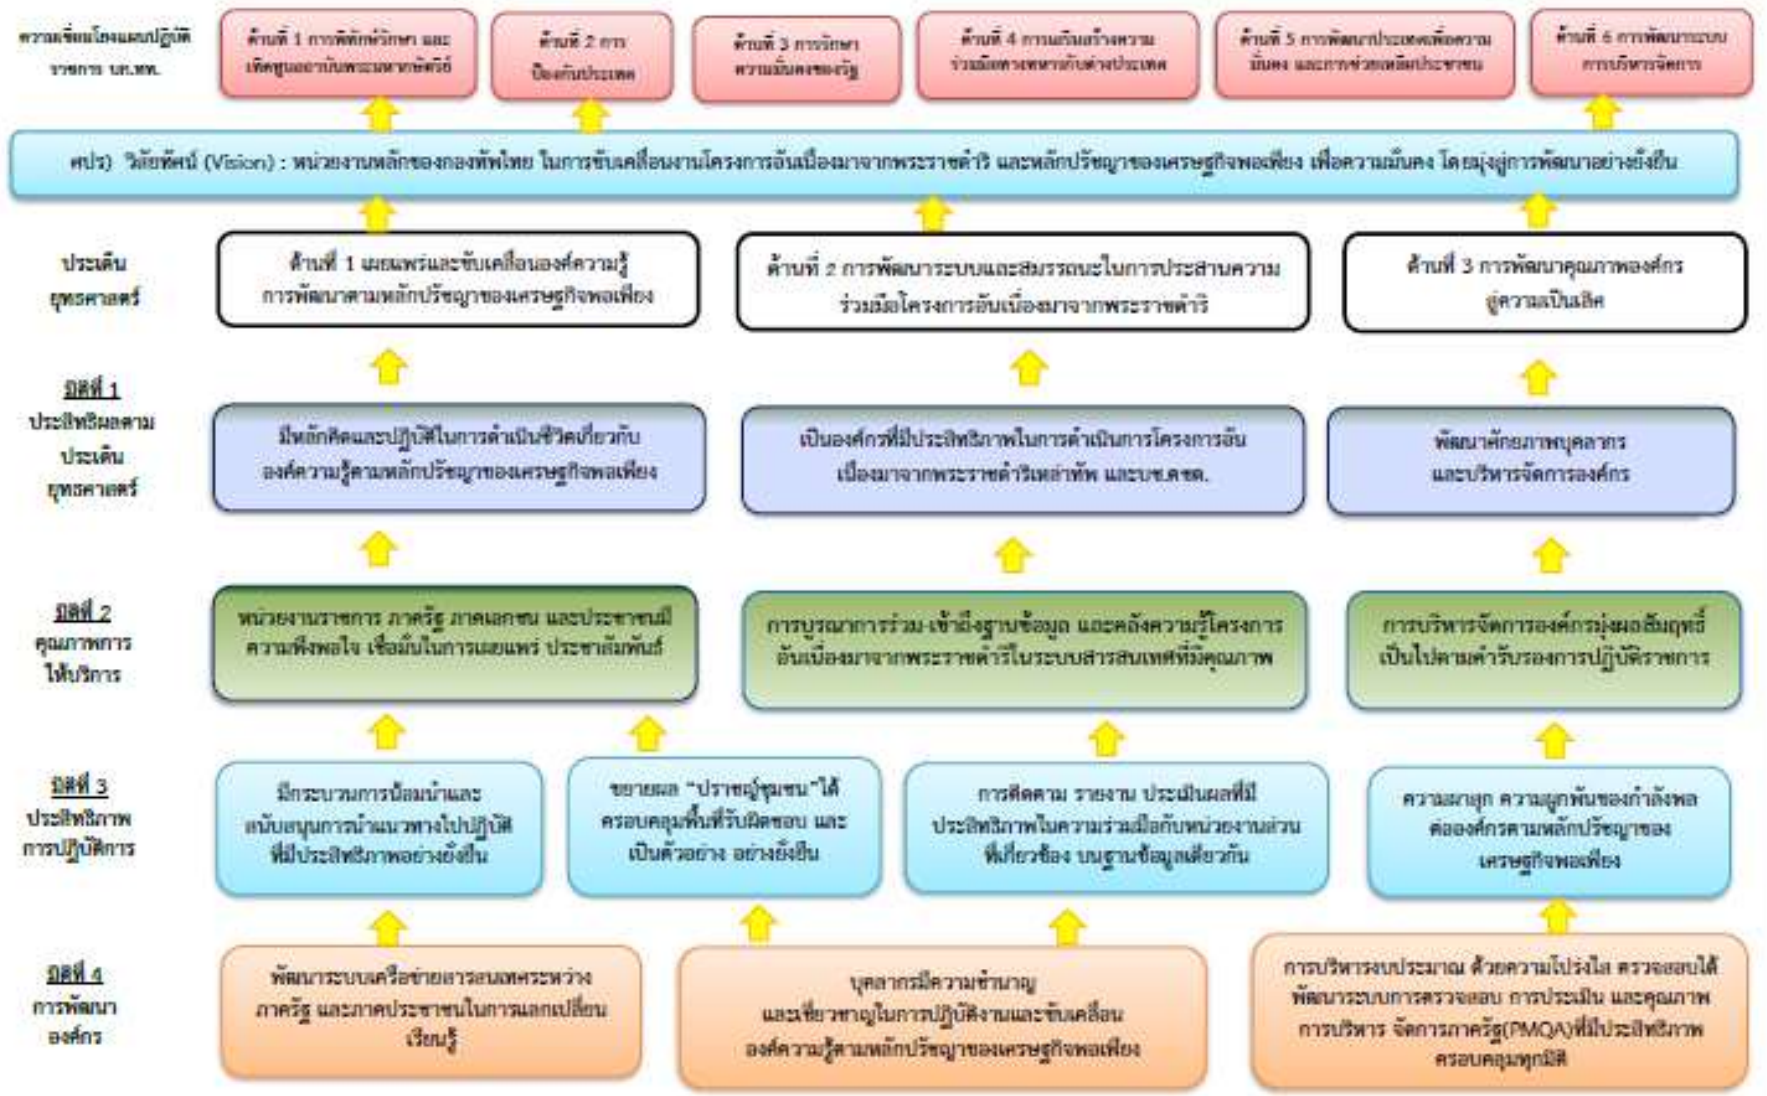 ความเชื่อมโยงแผนปฏิบัติ
ราชการ บก.ทท.
ด้านที่ 1 การพิทักษ์รักษา และ
เทิดทูนสถาบันพระมหากษัตริย์
ด้านที่ 2 การ
ป้องกันประเทศ
ด้านที่ 3 การรักษา
ความมั่นคงของรัฐ
ด้านที่ 4 การเสริมสร้างความ
ร่วมมือทางทหารกับต่างประเทศ
ด้านที่ 5 การพัฒนาประเทศเพื่อความ
มั่นคง และการช่วยเหลือประชาชน
ด้านที่ 6 การพัฒนาระบบ
การบริหารจัดการ
ศปร) วิสัยทัศน์ (Vision) : หน่วยงานหลักของกองทัพไทย ในการขับเคลื่อนงานโครงการอันเนื่องมาจากพระราชดำริ และหลักปรัชญาของเศรษฐกิจพอเพียง เพื่อความมั่นคง โดยมุ่งสู่การพัฒนาอย่างยั่งยืน
ประเด็น
ยุทธศาสตร์
ด้านที่ 1 เผยแพร่และขับเคลื่อนองค์ความรู้
การพัฒนาตามหลักปรัชญาของเศรษฐกิจพอเพียง
ด้านที่ 2 การพัฒนาระบบและสมรรถนะในการประสานความ
ร่วมมือโครงการอันเนื่องมาจากพระราชดำริ
ด้านที่ 3 การพัฒนาคุณภาพองค์กร
สู่ความเป็นเลิศ
มิติที่ 1
ประสิทธิผลตาม
ประเด็น
ยุทธศาสตร์
มีหลักคิดและปฏิบัติในการดำเนินชีวิตเกี่ยวกับ
องค์ความรู้ตามหลักปรัชญาของเศรษฐกิจพอเพียง
เป็นองค์กรที่มีประสิทธิภาพในการดำเนินการโครงการอัน
เนื่องมาจากพระราชดำริเหล่าทัพ และบช.ตชด.
พัฒนาศักยภาพบุคลากร
และบริหารจัดการองค์กร
มิติที่ 2
คุณภาพการ
ให้บริการ
หน่วยงานราชการ ภาครัฐ ภาคเอกชน และประชาชนมี
ความพึงพอใจ เชื่อมั่นในการเผยแพร่ ประชาสัมพันธ์
การบูรณาการร่วม-เข้าถึงฐานข้อมูล และคลังความรู้โครงการ
อันเนื่องมาจากพระราชดำริในระบบสารสนเทศที่มีคุณภาพ
การบริหารจัดการองค์กรมุ่งผลสัมฤทธิ์
เป็นไปตามคำรับรองการปฏิบัติราชการ
มิติที่ 3
ประสิทธิภาพ
การปฏิบัติการ
มีกระบวนการน้อมนำและ
สนับสนุนการนำแนวทางไปปฏิบัติ
ที่มีประสิทธิภาพอย่างยั่งยืน
ขยายผล "ปราชญ์ชุมชน"ได้
ครอบคลุมพื้นที่รับผิดชอบ และ
เป็นตัวอย่าง อย่างยั่งยืน
การติดตาม รายงาน ประเมินผลที่มี
ประสิทธิภาพในความร่วมมือกับหน่วยงานส่วน
ที่เกี่ยวข้อง บนฐานข้อมูลเดียวกัน
ความผาสุก ความผูกพันของกำลังพล
ต่อองค์กรตามหลักปรัชญาของ
เศรษฐกิจพอเพียง
มิติที่ 4
การพัฒนา
องค์กร
พัฒนาระบบเครือข่ายสารสนเทศระหว่าง
ภาครัฐ และภาคประชาชนในการแลกเปลี่ยน
เรียนรู้
บุคลากรมีความชำนาญ
และเชี่ยวชาญในการปฏิบัติงานและขับเคลื่อน
องค์ความรู้ตามหลักปรัชญาของเศรษฐกิจพอเพียง
การบริหารงบประมาณ ด้วยความโปร่งใส ตรวจสอบได้
พัฒนาระบบการตรวจสอบ การประเมิน และคุณภาพ
การบริหาร จัดการภาครัฐ(PMQA)ที่มีประสิทธิภาพ
ครอบคลุมทุกมิติ